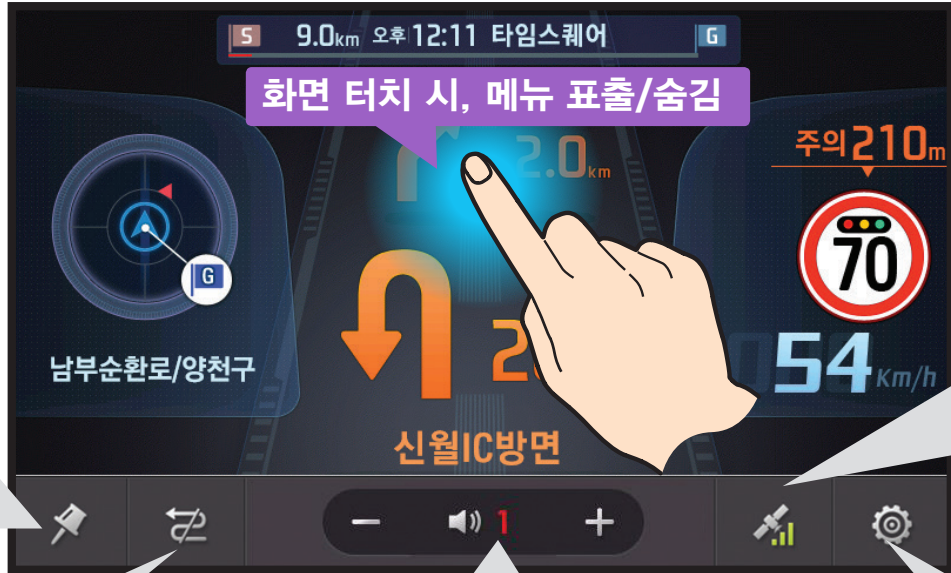 S 9.0km 오후 12:11 타임스퀘어 G
화면 터치 시, 메뉴 표출/숨김
2.0km
주의 210m
70
G
남부순환로/양천구
54 Km/h
신월IC방면
− 1 +